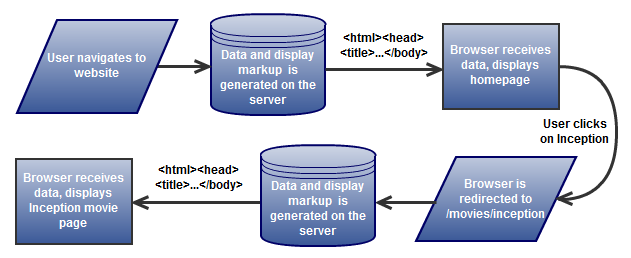 User navigates to
website
Data and display
markup is
generated on the
server
<html><head>
<title>...</body>
Browser receives
data, displays
homepage
User clicks
on Inception
Browser is
redirected to
/movies/inception
Data and display
markup is
generated on the
server
<html><head>
<title>...</body>
Browser receives
data, displays
Inception movie
page